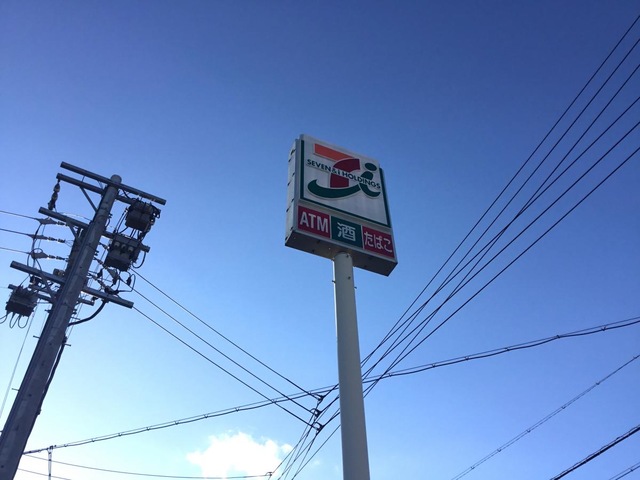 SEVEN & i HOLDINGS
ATM 酒 たばこ